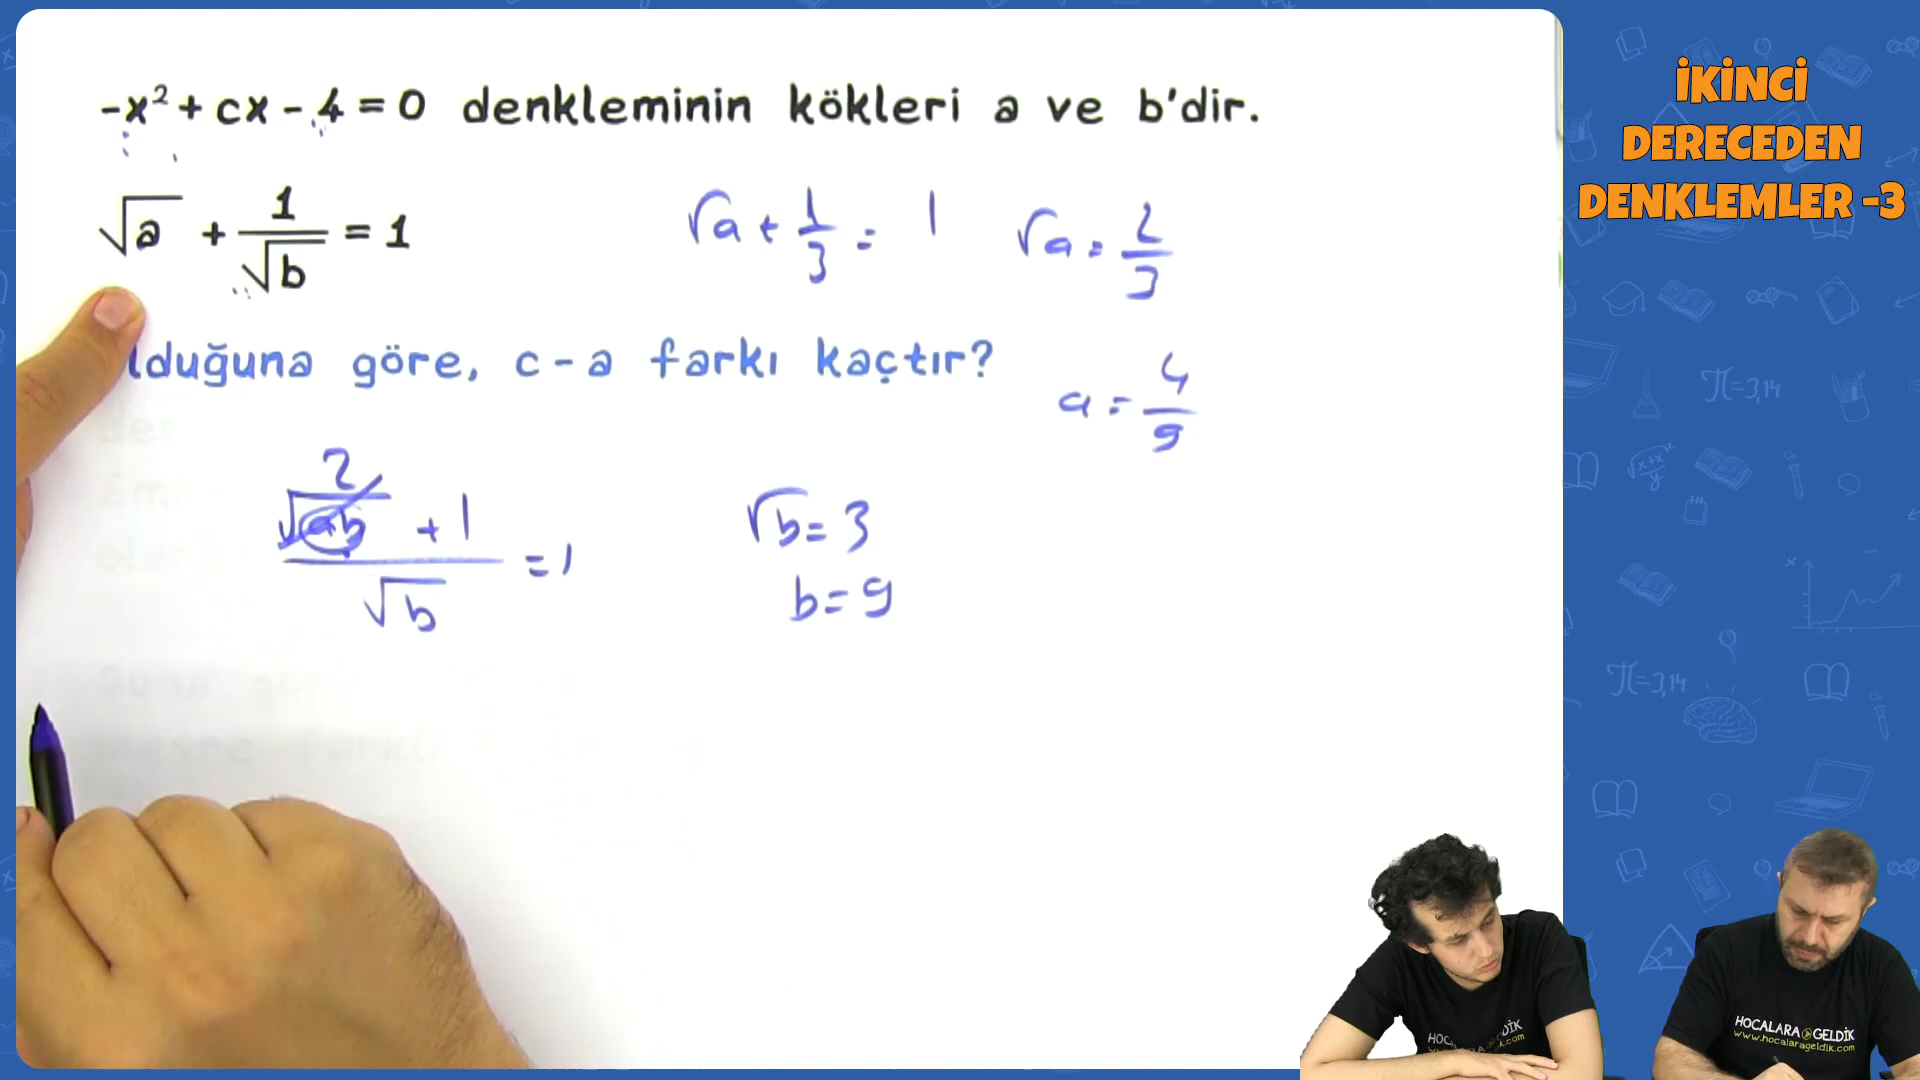 -x² + cx - 4 = 0 denkleminin kökleri a ve b'dir.
√a + 1/√b = 1
√a + 1/3 = 1
√a = 2/3
lduğuna göre, c - a farkı kaçtır?
a = 4/9
2
√ab + 1 / √b = 1
√b = 3
b = 9
İKİNCİ
DERECEDEN
DENKLEMLER -3
π=3,14
π=3,14
HOCALARA GELDİK
www.hocalarageldik.com